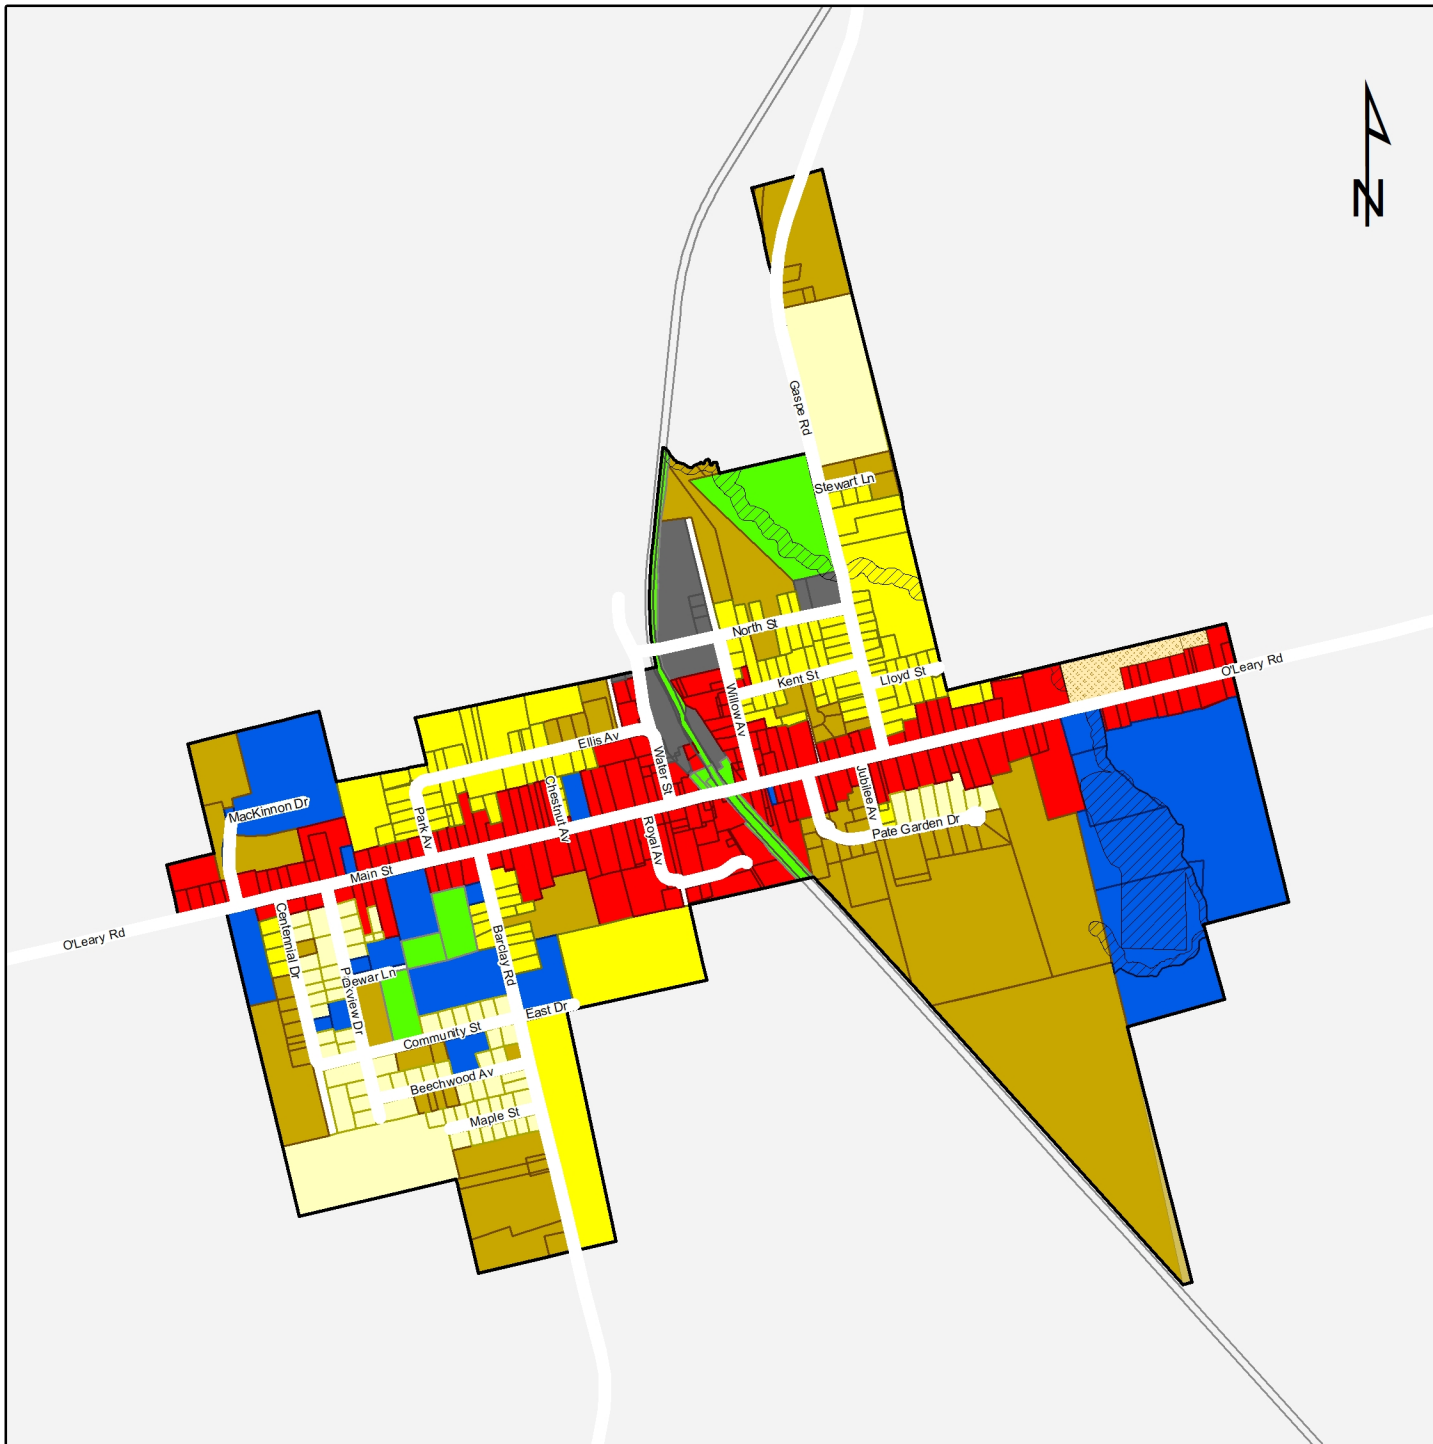 N
Gaspe Rd
Stewart Ln
North St
Kent St
Lloyd St
O'Leary Rd
Willow Av
Ellis Av
Water St
Chestnut Av
Jubilee Av
MacKinnon Dr
Park Av
Royal Av
Pate Garden Dr
Main St
O'Leary Rd
Centennial Dr
Barclay Rd
Dewar Ln
Parkview Dr
East Dr
Community St
Beechwood Av
Maple St